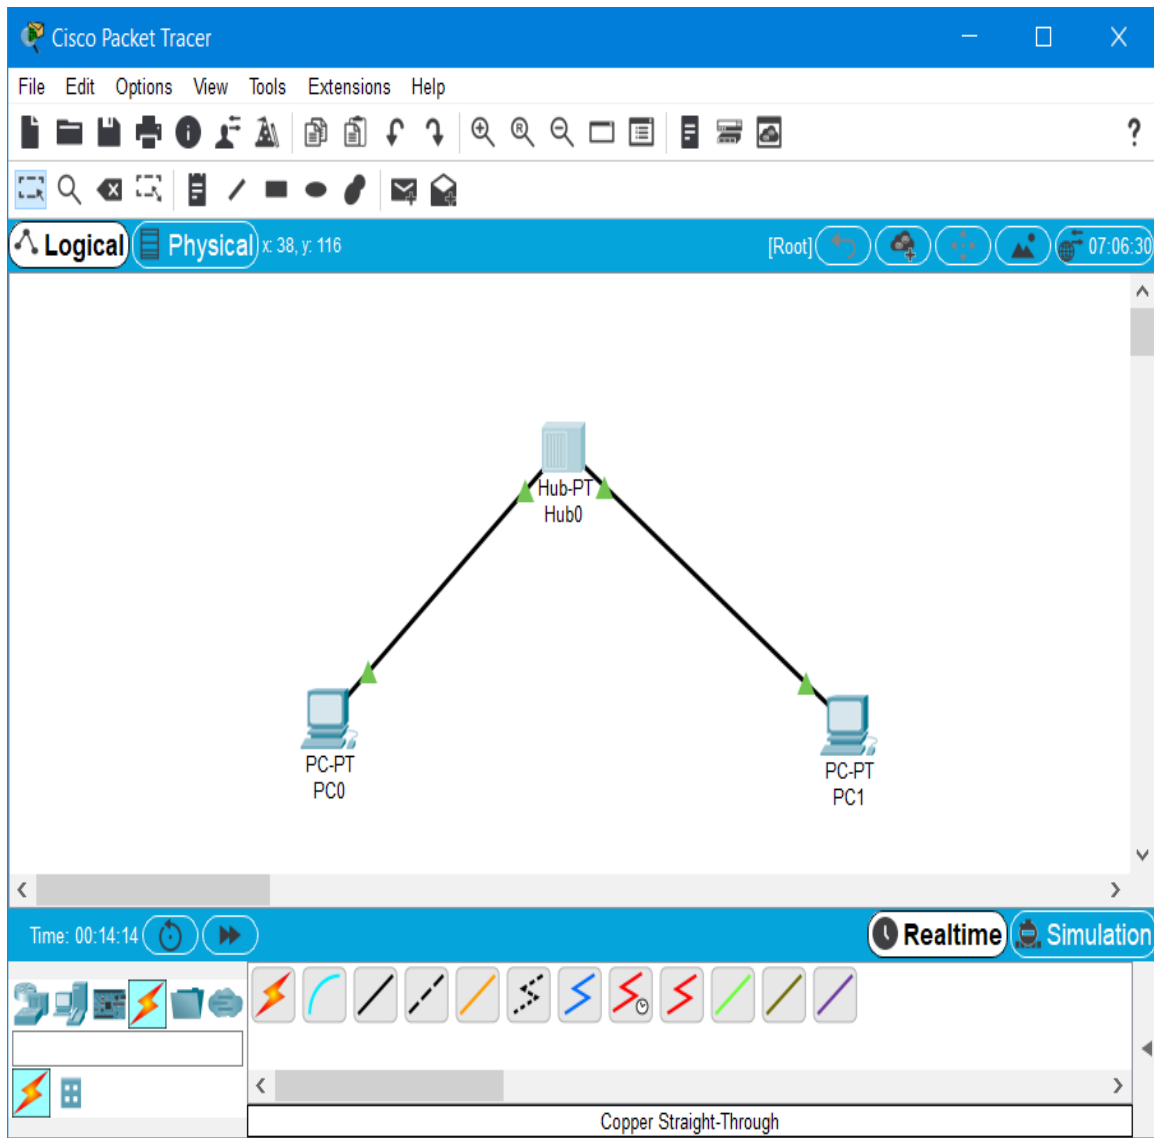 Cisco Packet Tracer
File Edit Options View Tools Extensions Help
Logical Physical x: 38, y: 116 [Root] 07:06:30
Hub-PT
Hub0
PC-PT
PC0
PC-PT
PC1
Time: 00:14:14 Realtime Simulation
Copper Straight-Through